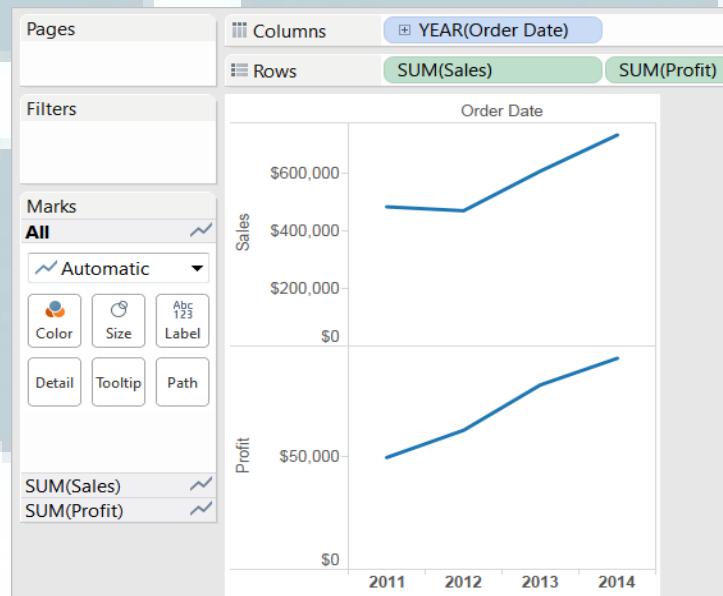 Pages
Columns
YEAR(Order Date)
Rows
SUM(Sales)
SUM(Profit)
Filters
Marks
All
Automatic
Color
Size
Abc
123
Label
Detail
Tooltip
Path
SUM(Sales)
SUM(Profit)
Order Date
Sales
$600,000
$400,000
$200,000
$0
Profit
$50,000
$0
2011 2012 2013 2014